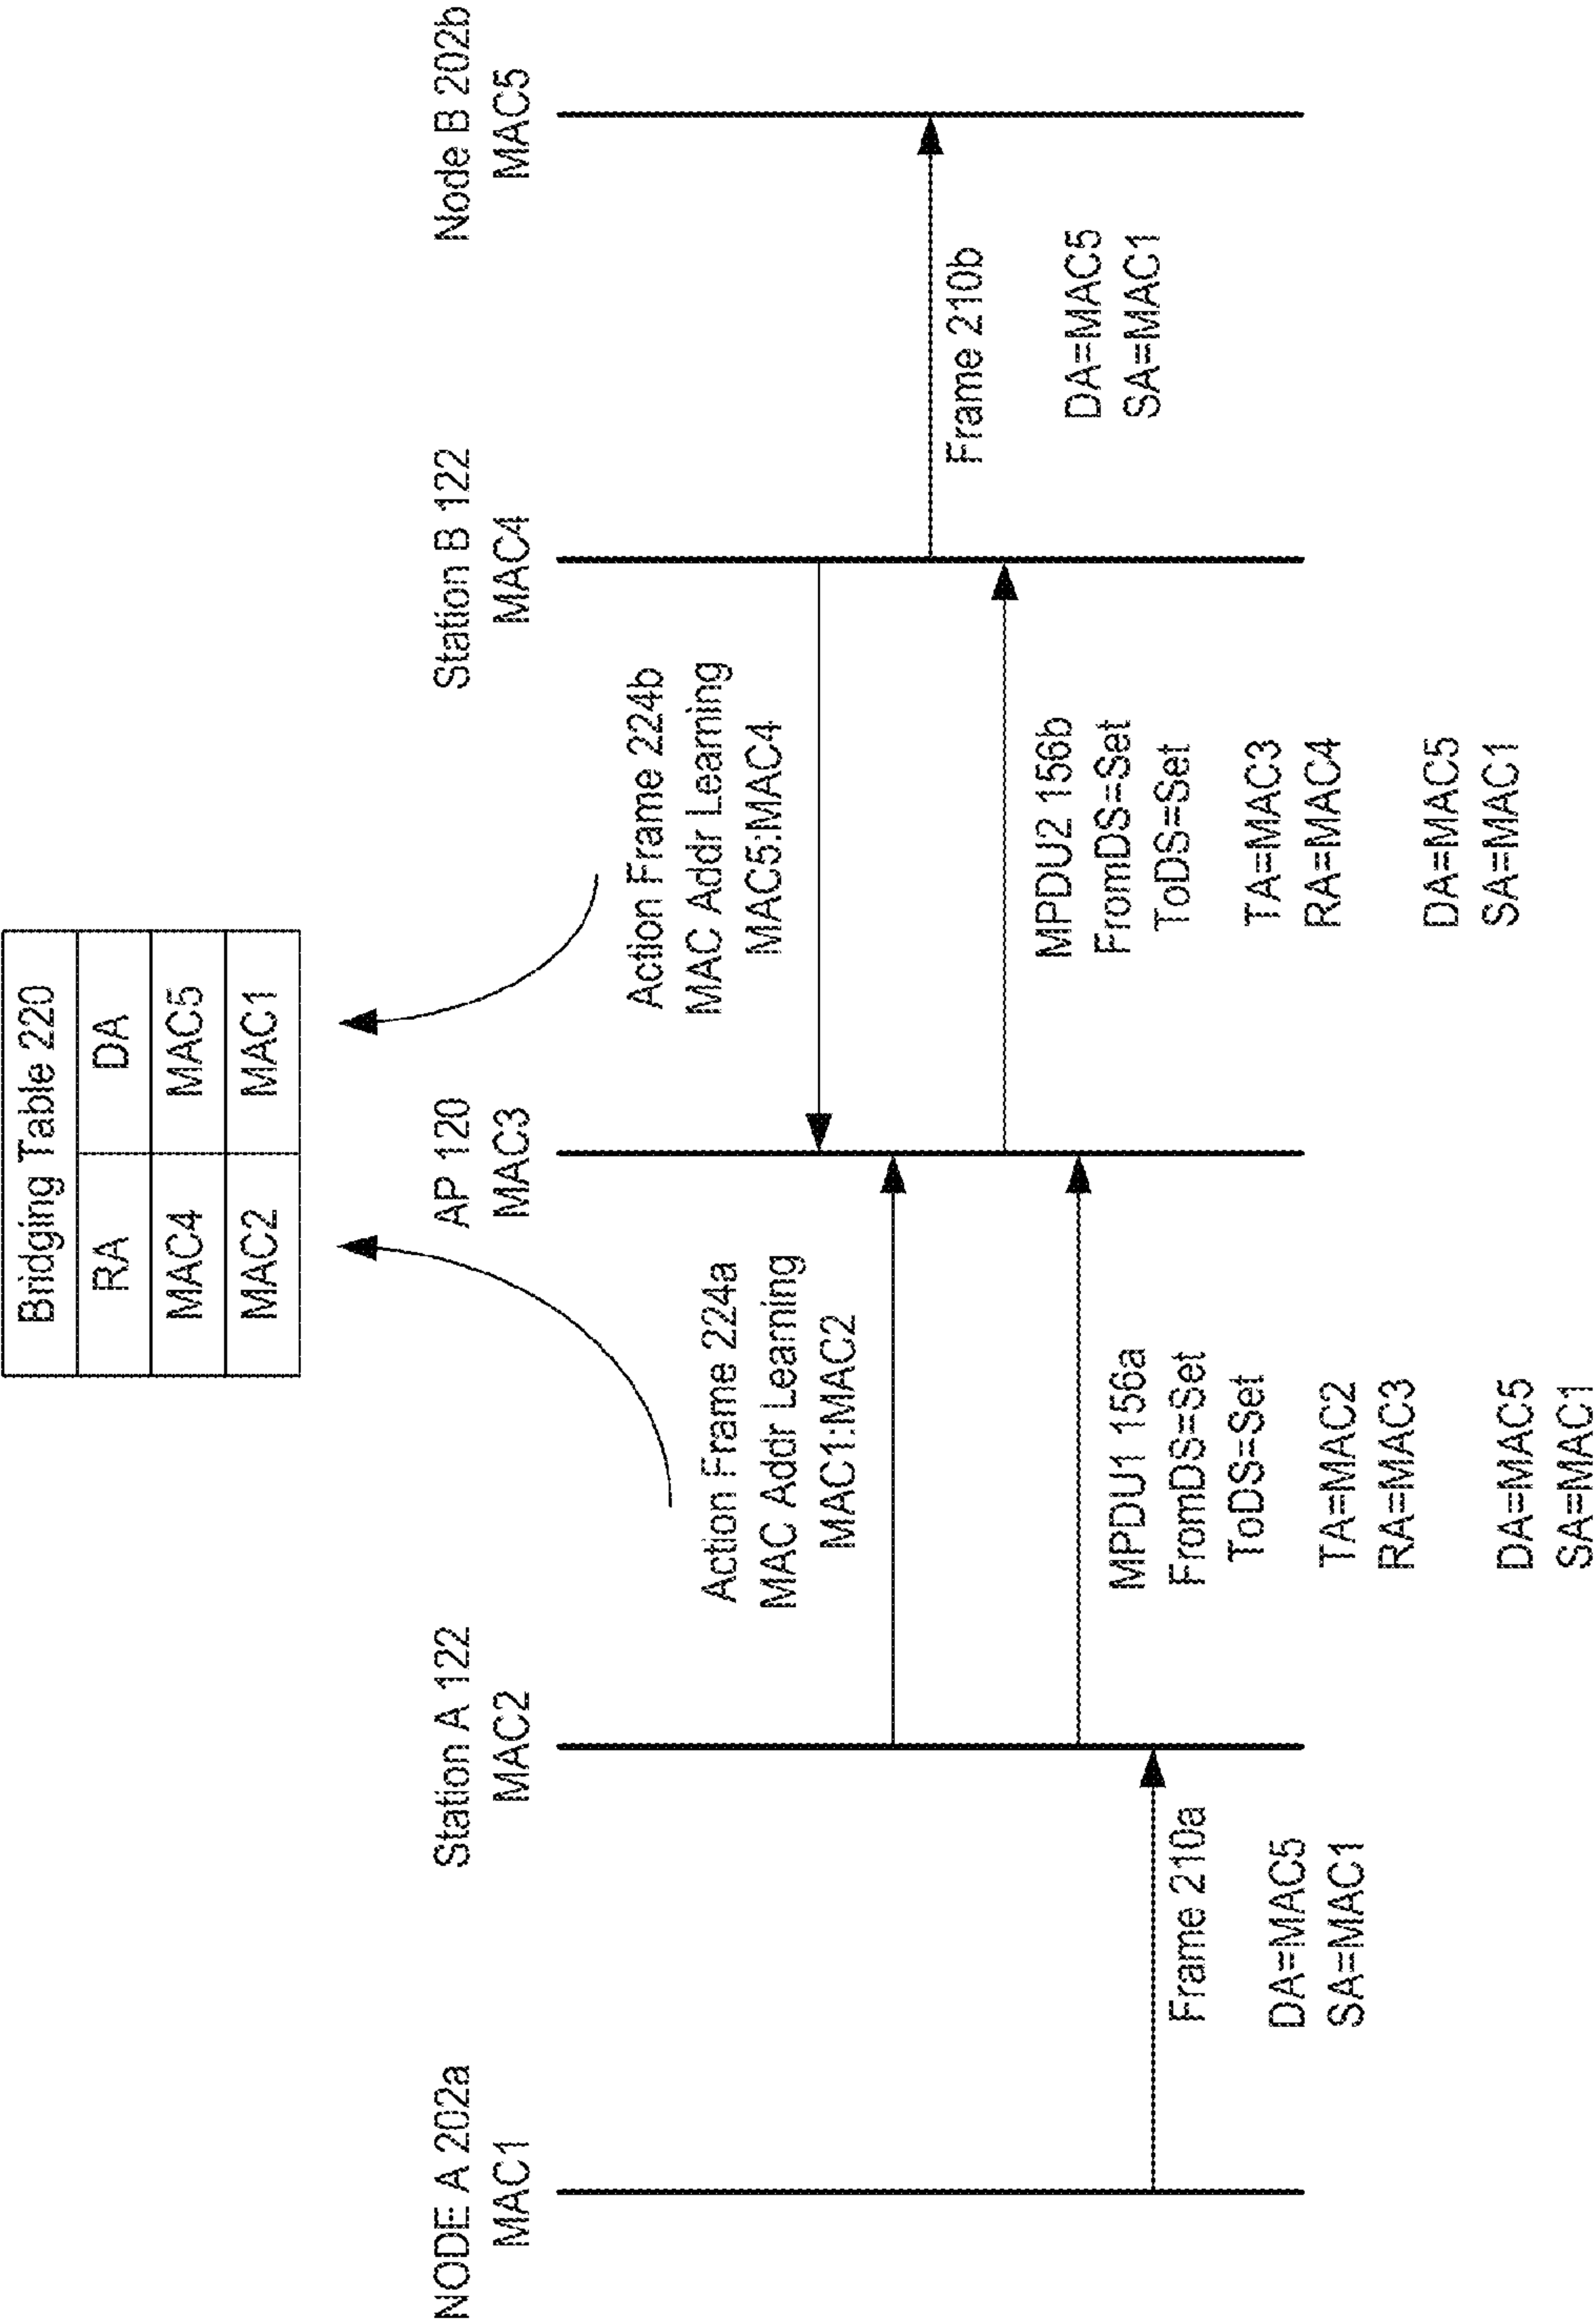 Bridging Table 220
RA DA
MAC4 MAC5
MAC2 MAC1
NODE A 202a
MAC1
Station A 122
MAC2
AP 120
MAC3
Station B 122
MAC4
Node B 202b
MAC5
Action Frame 224a
MAC Addr Learning
MAC1:MAC2
Action Frame 224b
MAC Addr Learning
MAC5:MAC4
Frame 210a
DA=MAC5
SA=MAC1
MPDU1 156a
FromDS=Set
ToDS=Set
TA=MAC2
RA=MAC3
DA=MAC5
SA=MAC1
MPDU2 156b
FromDS=Set
ToDS=Set
TA=MAC3
RA=MAC4
DA=MAC5
SA=MAC1
Frame 210b
DA=MAC5
SA=MAC1